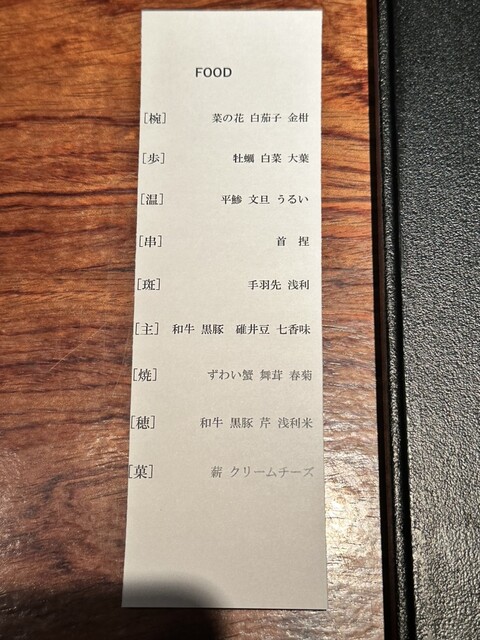 FOOD
[椀] 菜の花 白茄子 金柑
[歩] 牡蠣 白菜 大葉
[温] 平鯵 文旦 うるい
[串] 首 捏
[斑] 手羽先 浅利
[主] 和牛 黒豚 碓井豆 七香味
[焼] ずわい蟹 舞茸 春菊
[穂] 和牛 黒豚 芹 浅利米
[菓] 薪 クリームチーズ